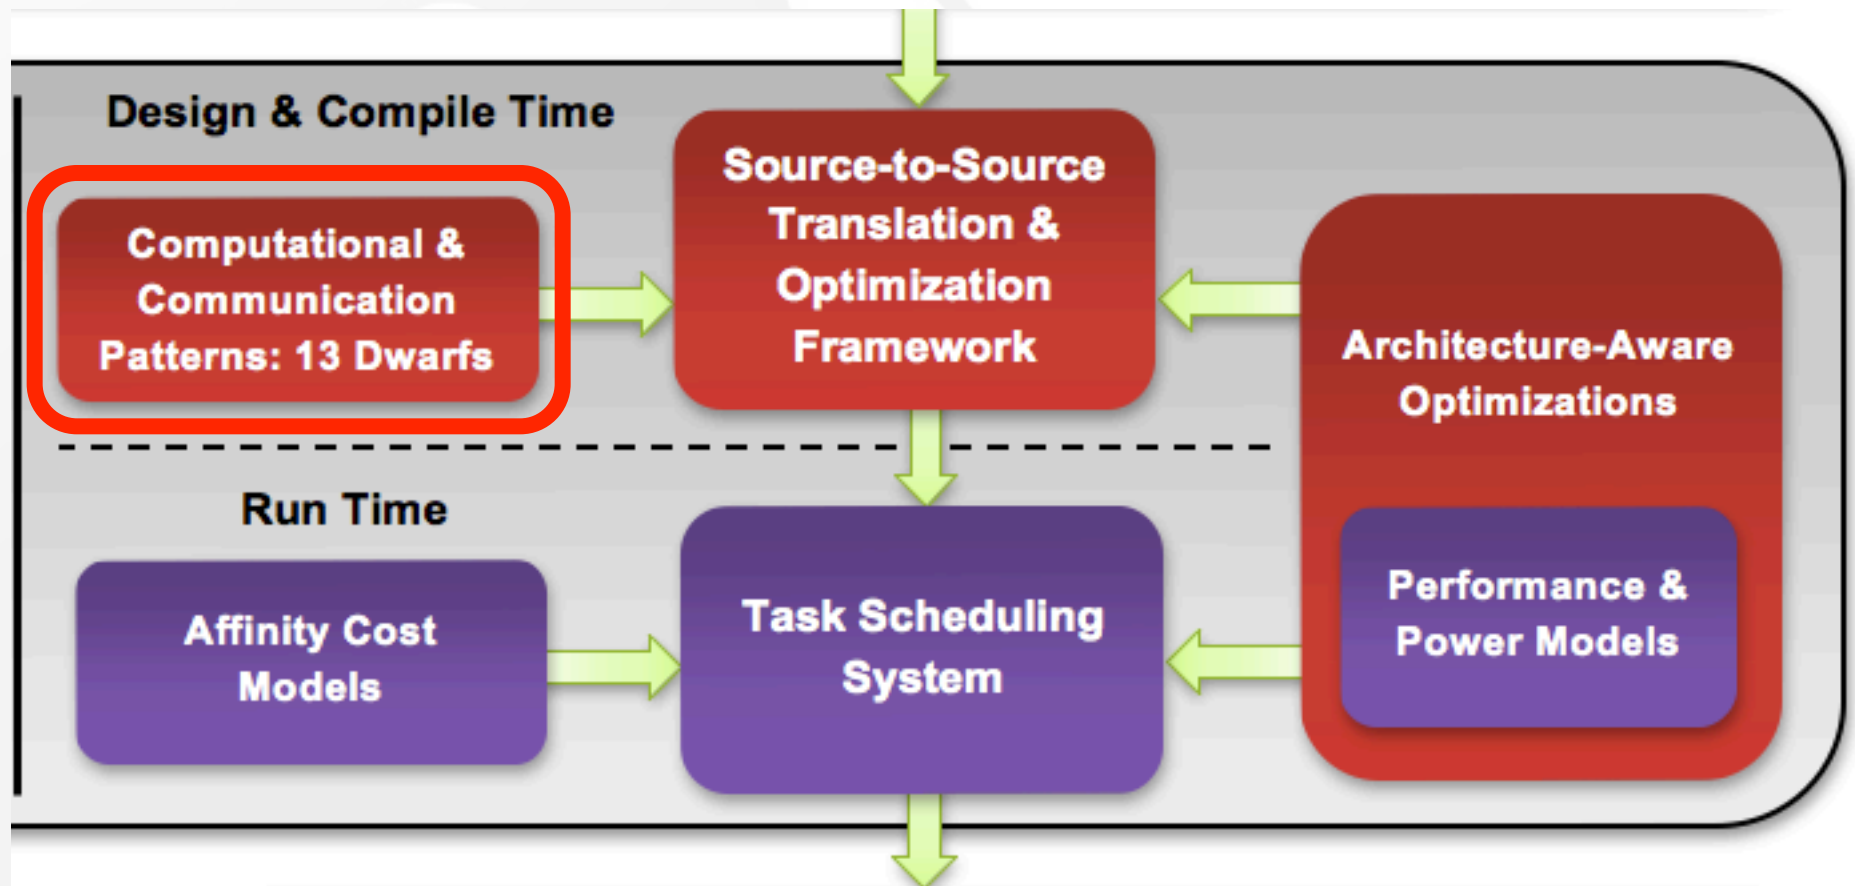 Design & Compile Time
Computational &
Communication
Patterns: 13 Dwarfs
Source-to-Source
Translation &
Optimization
Framework
Architecture-Aware
Optimizations
Run Time
Affinity Cost
Models
Task Scheduling
System
Performance &
Power Models